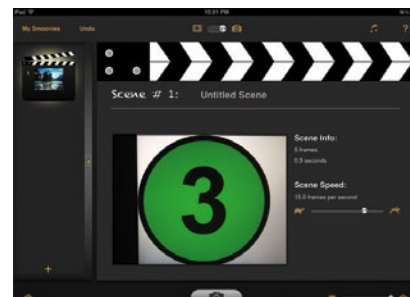 iPad 10:31 PM
My Smoovies Undo ?
Scene # 1: Untitled Scene
3
Scene Info:
5 frames
0.3 seconds
Scene Speed:
15.0 frames per second
+